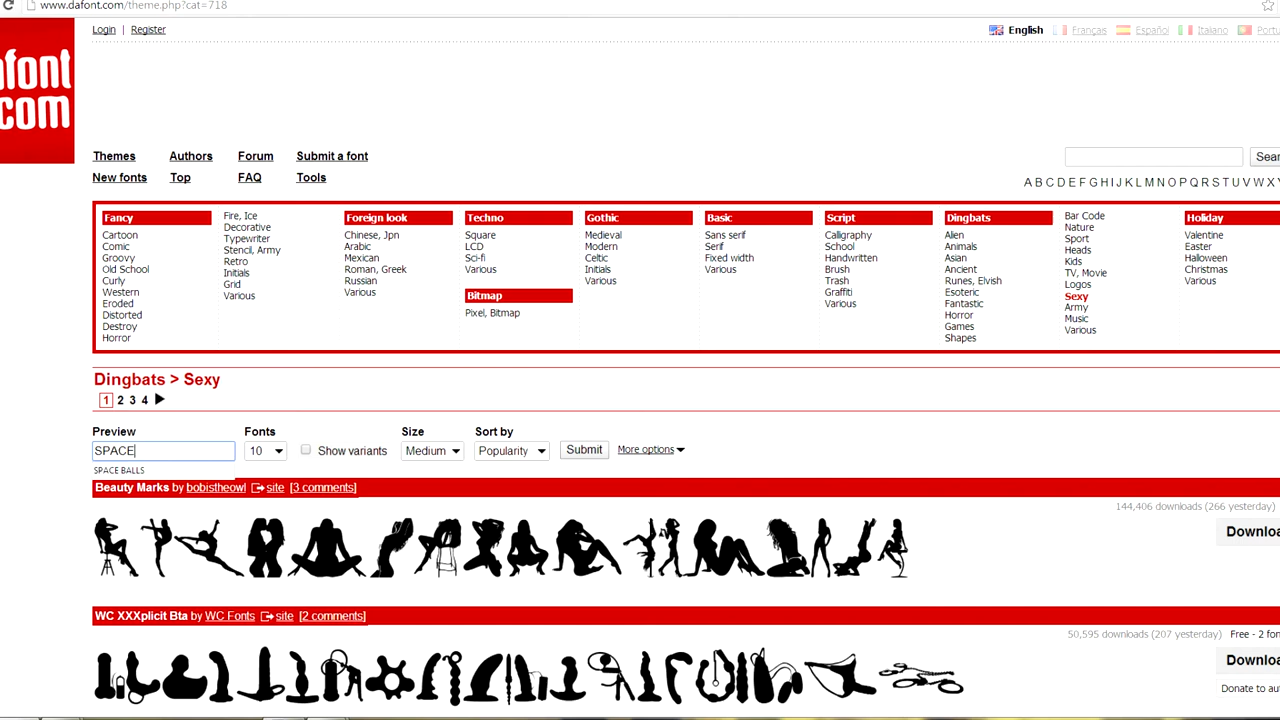 www.dafont.com/theme.php?cat=718
Login | Register
English Français Español Italiano Portu
afont
com
Themes Authors Forum Submit a font
New fonts Top FAQ Tools
Sear
A B C D E F G H I J K L M N O P Q R S T U V W X Y
Fancy
Cartoon
Comic
Groovy
Old School
Curly
Western
Eroded
Distorted
Destroy
Horror
Fire, Ice
Decorative
Typewriter
Stencil, Army
Retro
Initials
Grid
Various
Foreign look
Chinese, Jpn
Arabic
Mexican
Roman, Greek
Russian
Various
Techno
Square
LCD
Sci-fi
Various
Bitmap
Pixel, Bitmap
Gothic
Medieval
Modern
Celtic
Initials
Various
Basic
Sans serif
Serif
Fixed width
Various
Script
Calligraphy
School
Handwritten
Brush
Trash
Graffiti
Various
Dingbats
Alien
Animals
Asian
Ancient
Runes, Elvish
Esoteric
Fantastic
Horror
Games
Shapes
Bar Code
Nature
Sport
Heads
Kids
TV, Movie
Logos
Sexy
Army
Music
Various
Holiday
Valentine
Easter
Halloween
Christmas
Various
Dingbats > Sexy
1 2 3 4
Preview Fonts Size Sort by
SPACE 10 Show variants Medium Popularity Submit More options
SPACE BALLS
Beauty Marks by bobistheowl site [3 comments]
144,406 downloads (266 yesterday)
Downlo
WC XXXplicit Bta by WC Fonts site [2 comments]
50,595 downloads (207 yesterday) Free - 2 fon
Downlo
Donate to au